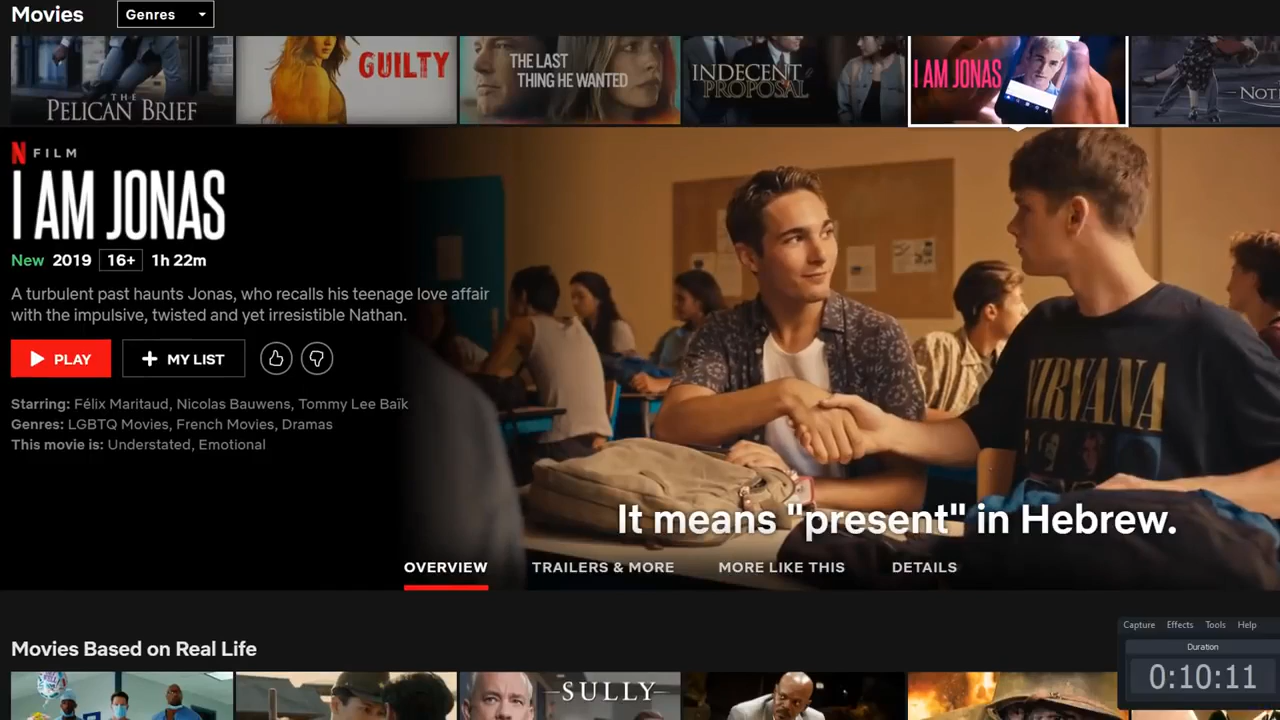 Movies
Genres
THE PELICAN BRIEF
GUILTY
THE LAST
THING HE WANTED
INDECENT
PROPOSAL
I AM JONAS
N FILM
I AM JONAS
New 2019 16+ 1h 22m
A turbulent past haunts Jonas, who recalls his teenage love affair
with the impulsive, twisted and yet irresistible Nathan.
PLAY
MY LIST
Starring: Félix Maritaud, Nicolas Bauwens, Tommy Lee Baïk
Genres: LGBTQ Movies, French Movies, Dramas
This movie is: Understated, Emotional
NIRVANA
It means "present" in Hebrew.
OVERVIEW
TRAILERS & MORE
MORE LIKE THIS
DETAILS
Capture Effects Tools Help
Duration
0:10:11
Movies Based on Real Life
SULLY